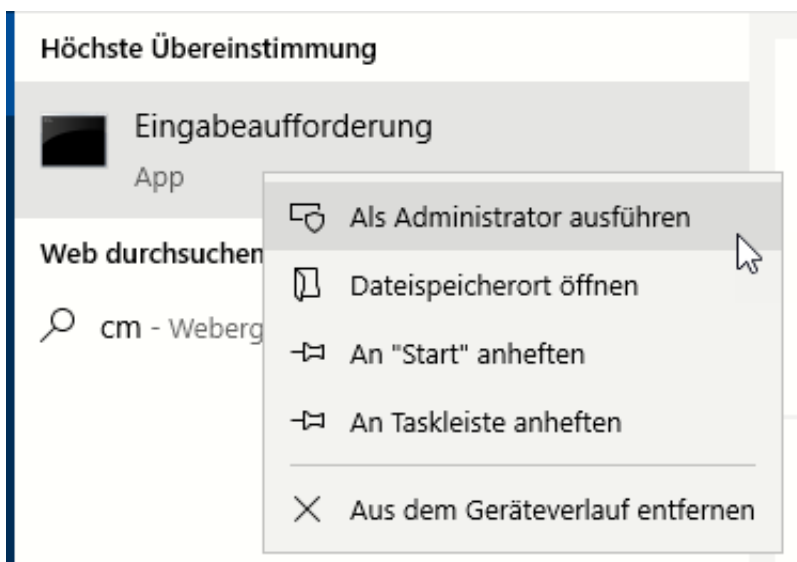 Höchste Übereinstimmung
Eingabeaufforderung
App
Als Administrator ausführen
Web durchsuchen
Dateispeicherort öffnen
cm - Weberg
An "Start" anheften
An Taskleiste anheften
Aus dem Geräteverlauf entfernen